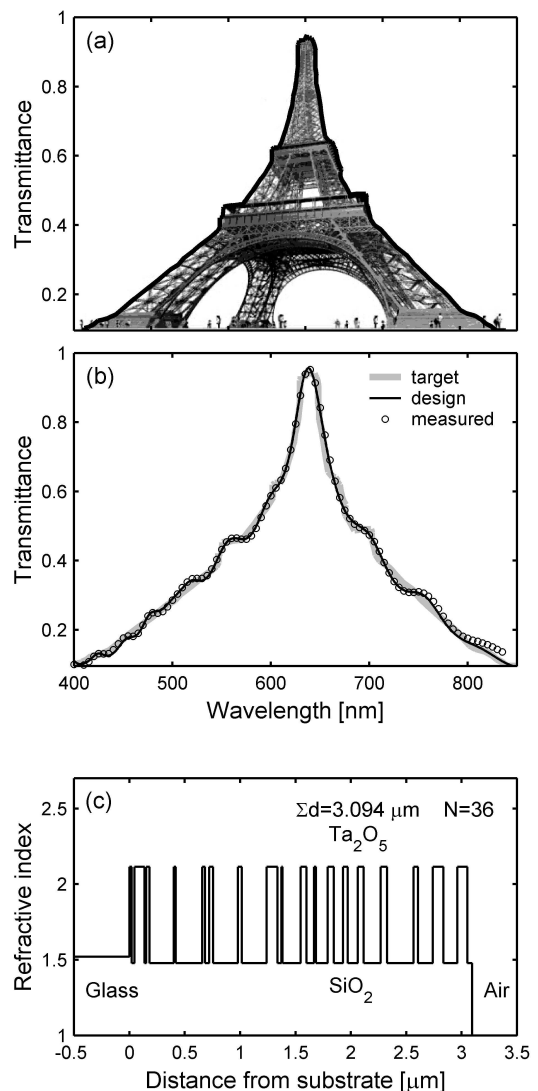 (a)
Transmittance
1
0.8
0.6
0.4
0.2
(b)
Transmittance
1
0.8
0.6
0.4
0.2
target
design
measured
400 500 600 700 800
Wavelength [nm]
(c)
Refractive index
2.5
2
1.5
1
Σd=3.094 μm N=36
Ta₂O₅
Glass
SiO₂
Air
-0.5 0 0.5 1 1.5 2 2.5 3 3.5
Distance from substrate [μm]